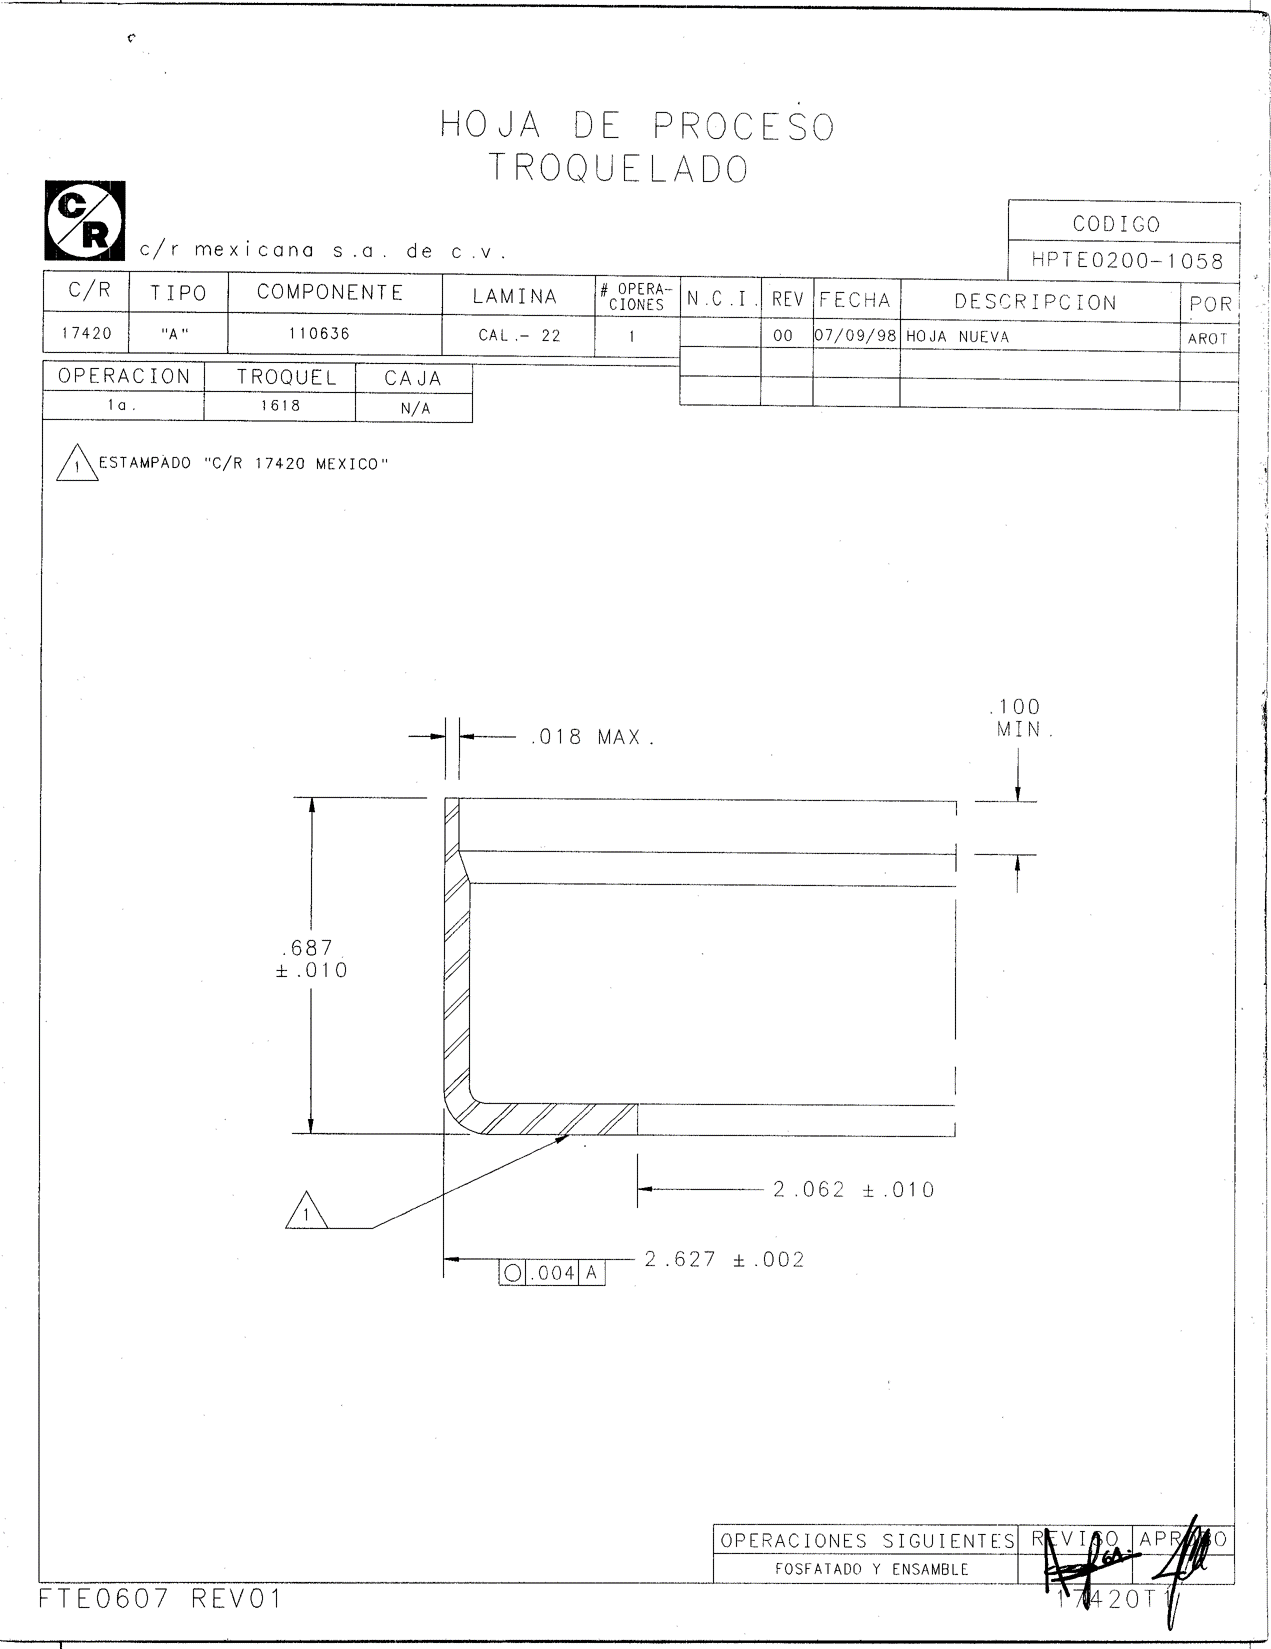 HOJA DE PROCESO
TROQUELADO
C/R
c/r mexicana s.a. de c.v.
CODIGO
HPTE0200-1058
C/R TIPO COMPONENTE LAMINA # OPERA-CIONES N.C.I. REV FECHA DESCRIPCION POR
17420 "A" 110636 CAL.- 22 1 00 07/09/98 HOJA NUEVA AROT
OPERACION TROQUEL CAJA
1a. 1618 N/A
1 ESTAMPADO "C/R 17420 MEXICO"
.100
MIN.
.018 MAX.
.687
±.010
2.062 ±.010
1
2.627 ±.002
○ .004 A
OPERACIONES SIGUIENTES REVISO APROBO
FOSFATADO Y ENSAMBLE
FTE0607 REV01
17420T1